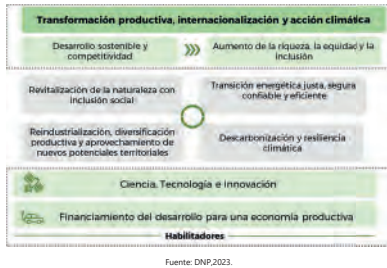 Transformación productiva, internacionalización y acción climática
Desarrollo sostenible y
competitividad
Aumento de la riqueza, la equidad y la
inclusión
Revitalización de la naturaleza con
inclusión social
Transición energética justa, segura
confiable y eficiente
Reindustrialización, diversificación
productiva y aprovechamiento de
nuevos potenciales territoriales
Descarbonización y resiliencia
climática
Ciencia, Tecnología e Innovación
Financiamiento del desarrollo para una economía productiva
Habilitadores
Fuente: DNP,2023.